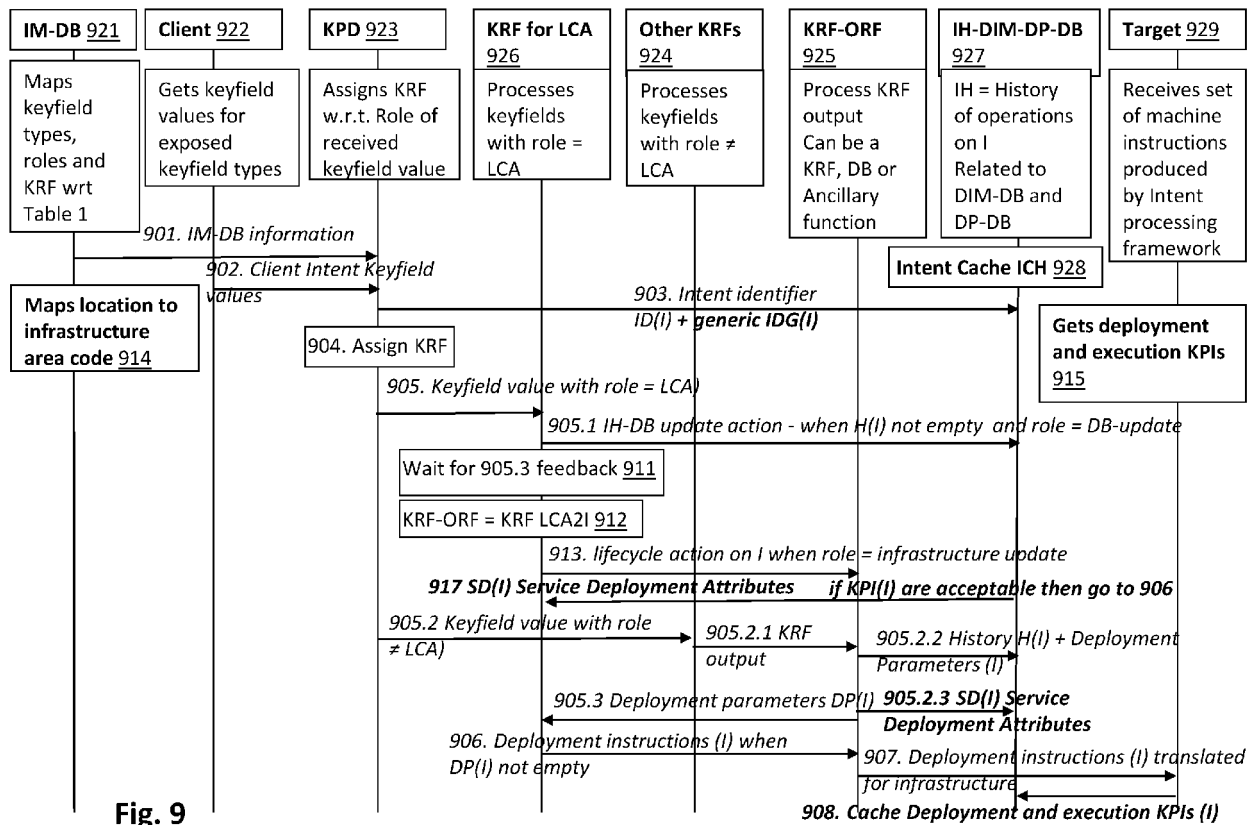 IM-DB 921
Maps
keyfield
types,
roles and
KRF wrt
Table 1
Client 922
Gets keyfield
values for
exposed
keyfield types
KPD 923
Assigns KRF
w.r.t. Role of
received
keyfield value
KRF for LCA
926
Processes
keyfields
with role =
LCA
Other KRFs
924
Processes
keyfields
with role ≠
LCA
KRF-ORF
925
Process KRF
output
Can be a
KRF, DB or
Ancillary
function
IH-DIM-DP-DB
927
IH = History
of operations
on I
Related to
DIM-DB and
DP-DB
Target 929
Receives set
of machine
instructions
produced
by Intent
processing
framework
901. IM-DB information
902. Client Intent Keyfield
values
Intent Cache ICH 928
Maps location to
infrastructure
area code 914
903. Intent identifier
ID(I) + generic IDG(I)
904. Assign KRF
Gets deployment
and execution KPIs
915
905. Keyfield value with role = LCA)
905.1 IH-DB update action - when H(I) not empty and role = DB-update
Wait for 905.3 feedback 911
KRF-ORF = KRF LCA2I 912
913. lifecycle action on I when role = infrastructure update
917 SD(I) Service Deployment Attributes if KPI(I) are acceptable then go to 906
905.2 Keyfield value with role
≠ LCA)
905.2.1 KRF
output
905.2.2 History H(I) + Deployment
Parameters (I)
905.3 Deployment parameters DP(I)
905.2.3 SD(I) Service
Deployment Attributes
906. Deployment instructions (I) when
DP(I) not empty
907. Deployment instructions (I) translated
for infrastructure
908. Cache Deployment and execution KPIs (I)
Fig. 9